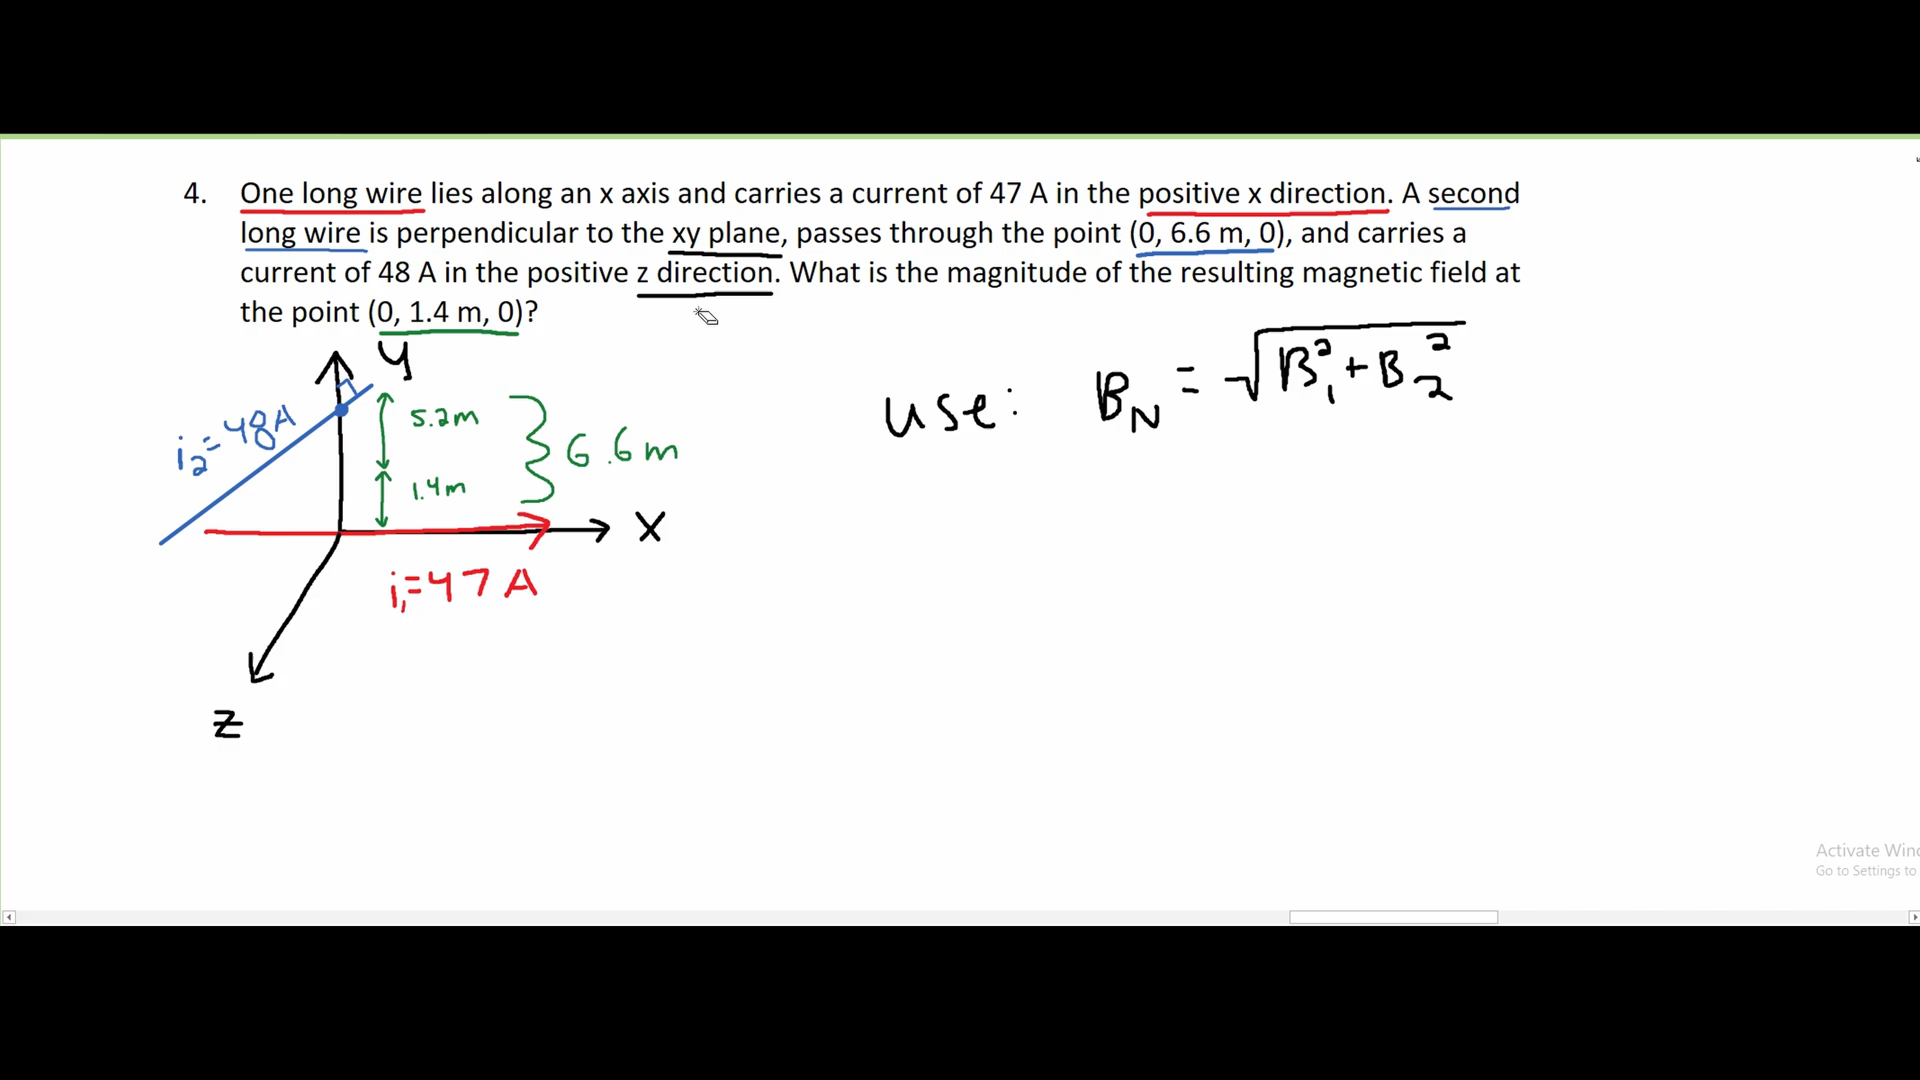 4. One long wire lies along an x axis and carries a current of 47 A in the positive x direction. A second
long wire is perpendicular to the xy plane, passes through the point (0, 6.6 m, 0), and carries a
current of 48 A in the positive z direction. What is the magnitude of the resulting magnetic field at
the point (0, 1.4 m, 0)?
y
use: B_N = √(B₁² + B₂²)
i₂=48A
5.2m
6.6m
1.4m
x
i₁=47A
z
Activate Wind
Go to Settings to